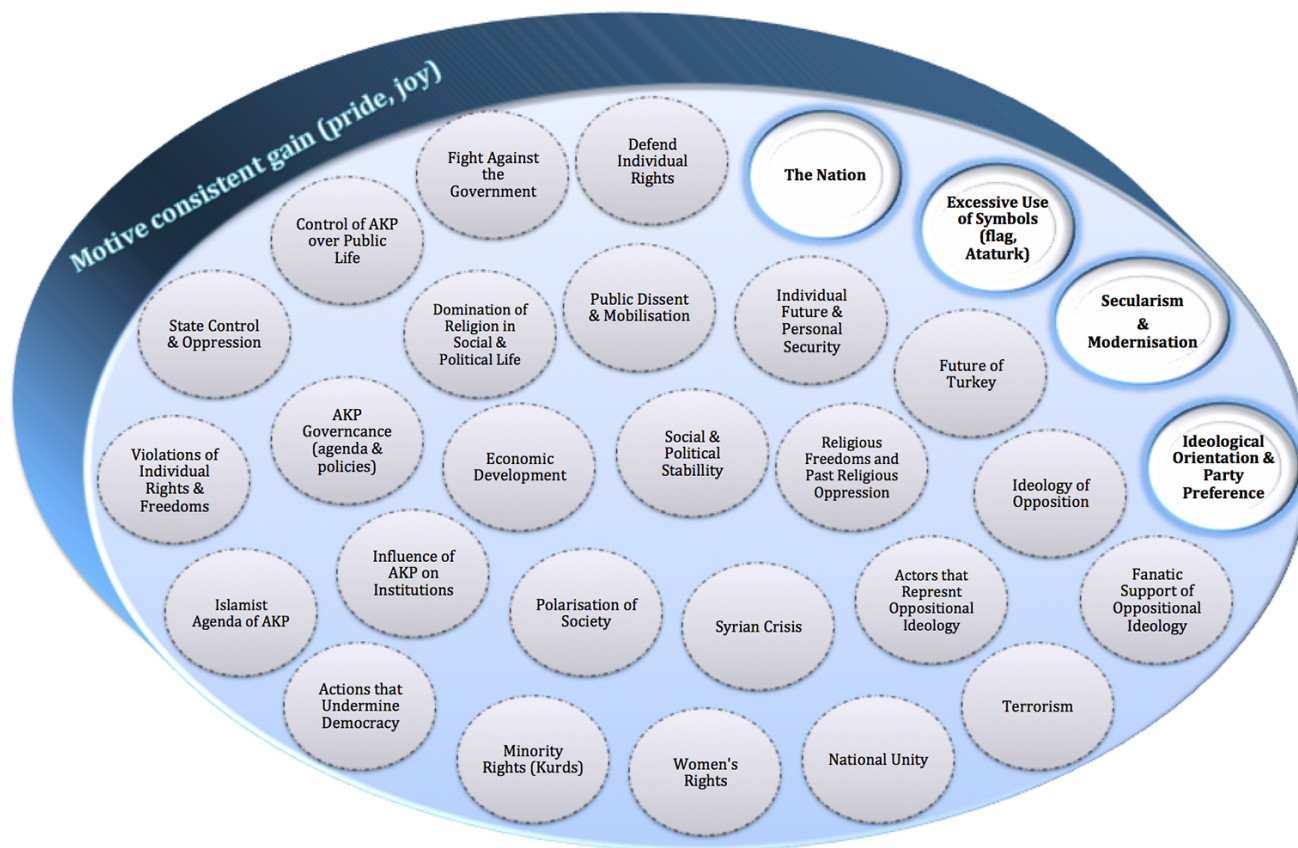 Motive consistent gain (pride, joy)
Fight Against
the
Government
Defend
Individual
Rights
The Nation
Excessive Use
of Symbols
(flag,
Ataturk)
Control of AKP
over Public
Life
Secularism
&
Modernisation
State Control
& Oppression
Domination of
Religion in
Social &
Political Life
Public Dissent
& Mobilisation
Individual
Future &
Personal
Security
Future of
Turkey
Ideological
Orientation &
Party
Preference
Violations of
Individual
Rights &
Freedoms
AKP
Governcance
(agenda &
policies)
Economic
Development
Social &
Political
Stability
Religious
Freedoms and
Past Religious
Oppression
Ideology of
Opposition
Islamist
Agenda of AKP
Influence of
AKP on
Institutions
Polarisation of
Society
Syrian Crisis
Actors that
Represnt
Oppositional
Ideology
Fanatic
Support of
Oppositional
Ideology
Actions that
Undermine
Democracy
Minority
Rights (Kurds)
Women's
Rights
National Unity
Terrorism